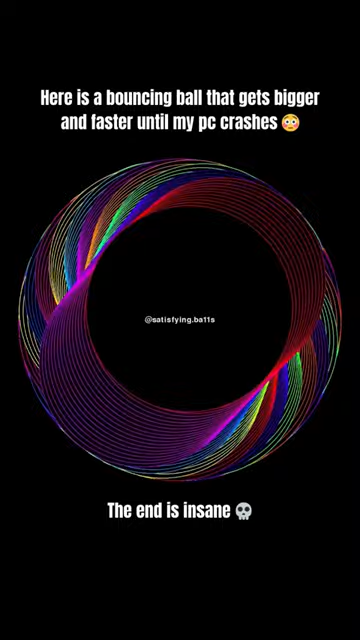 Here is a bouncing ball that gets bigger
and faster until my pc crashes 😳
@satisfying.ba11s
The end is insane 💀